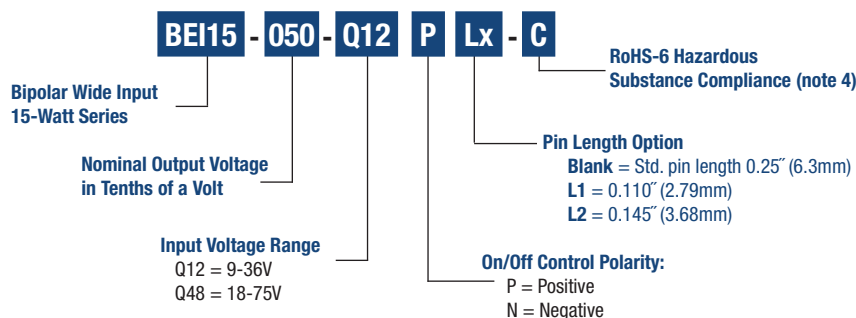 BEI15 - 050 - Q12 P Lx - C
RoHS-6 Hazardous
Substance Compliance (note 4)
Bipolar Wide Input
15-Watt Series
Pin Length Option
Blank = Std. pin length 0.25˝ (6.3mm)
L1 = 0.110˝ (2.79mm)
L2 = 0.145˝ (3.68mm)
Nominal Output Voltage
in Tenths of a Volt
Input Voltage Range
Q12 = 9-36V
Q48 = 18-75V
On/Off Control Polarity:
P = Positive
N = Negative